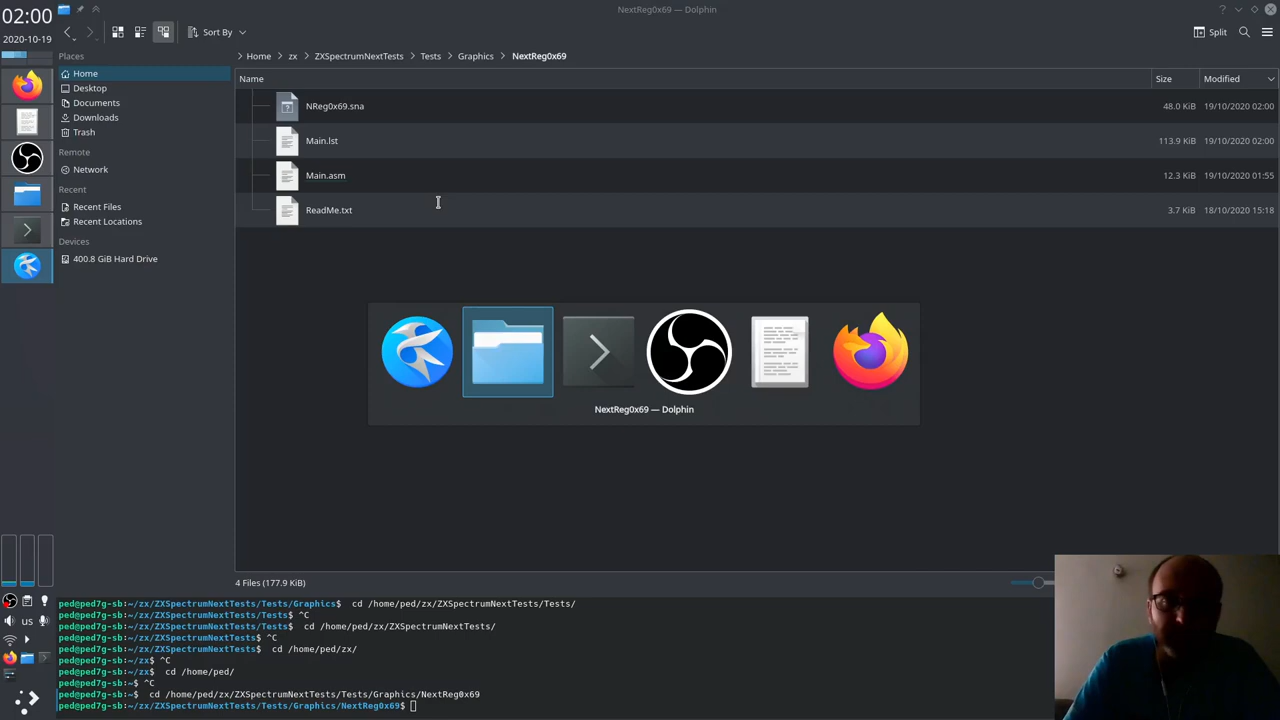 02:00
2020-10-19
NextReg0x69 — Dolphin
Sort By
Split
Places
Home
Desktop
Documents
Downloads
Trash
Remote
Network
Recent
Recent Files
Recent Locations
Devices
400.8 GiB Hard Drive
Home zx ZXSpectrumNextTests Tests Graphics NextReg0x69
Name Size Modified
NReg0x69.sna 48.0 KiB 19/10/2020 02:00
Main.lst 113.9 KiB 19/10/2020 02:00
Main.asm 12.3 KiB 19/10/2020 01:55
ReadMe.txt 3.7 KiB 18/10/2020 15:18
NextReg0x69 — Dolphin
4 Files (177.9 KiB)
us
ped@ped7g-sb:~/zx/ZXSpectrumNextTests/Tests/Graphics$ cd /home/ped/zx/ZXSpectrumNextTests/Tests/
ped@ped7g-sb:~/zx/ZXSpectrumNextTests/Tests$ ^C
ped@ped7g-sb:~/zx/ZXSpectrumNextTests/Tests$ cd /home/ped/zx/ZXSpectrumNextTests/
ped@ped7g-sb:~/zx/ZXSpectrumNextTests$ ^C
ped@ped7g-sb:~/zx/ZXSpectrumNextTests$ cd /home/ped/zx/
ped@ped7g-sb:~/zx$ ^C
ped@ped7g-sb:~/zx$ cd /home/ped/
ped@ped7g-sb:~$ ^C
ped@ped7g-sb:~$ cd /home/ped/zx/ZXSpectrumNextTests/Tests/Graphics/NextReg0x69
ped@ped7g-sb:~/zx/ZXSpectrumNextTests/Tests/Graphics/NextReg0x69$